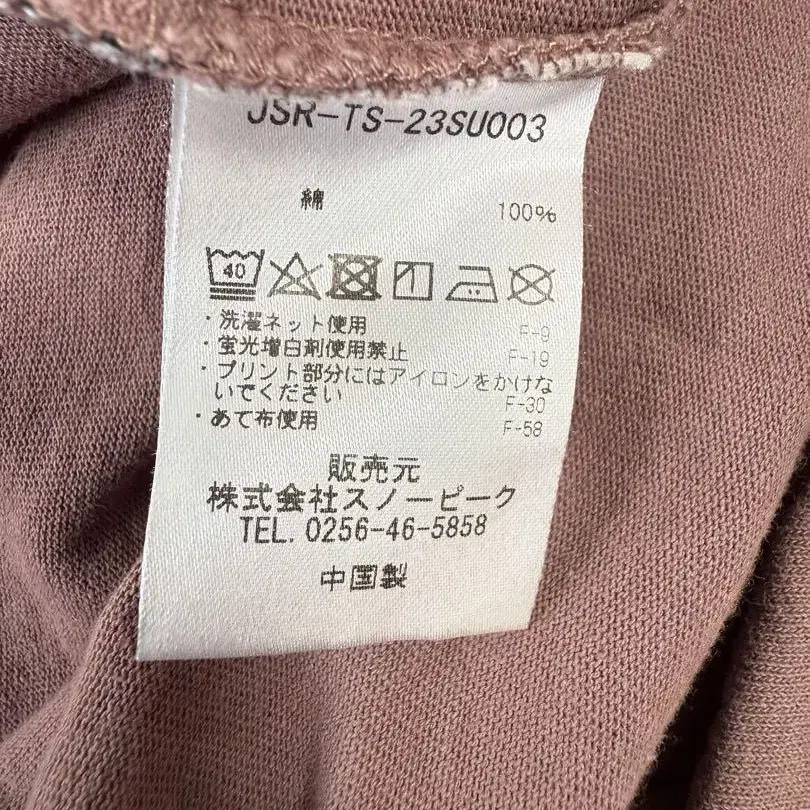 JSR-TS-23SU003
綿 100%
40
・洗濯ネット使用 F-9
・蛍光増白剤使用禁止 F-19
・プリント部分にはアイロンをかけな
いでください F-30
・あて布使用 F-58
販売元
株式会社スノーピーク
TEL. 0256-46-5858
中国製